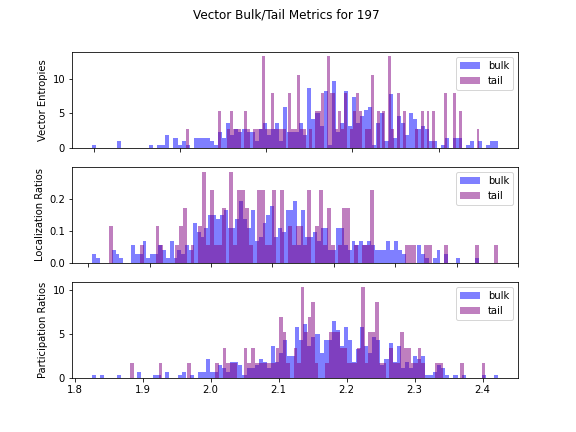 Vector Bulk/Tail Metrics for 197
Vector Entropies
10
5
0
bulk
tail
Localization Ratios
0.2
0.1
0.0
bulk
tail
Participation Ratios
10
5
0
bulk
tail
1.8 1.9 2.0 2.1 2.2 2.3 2.4